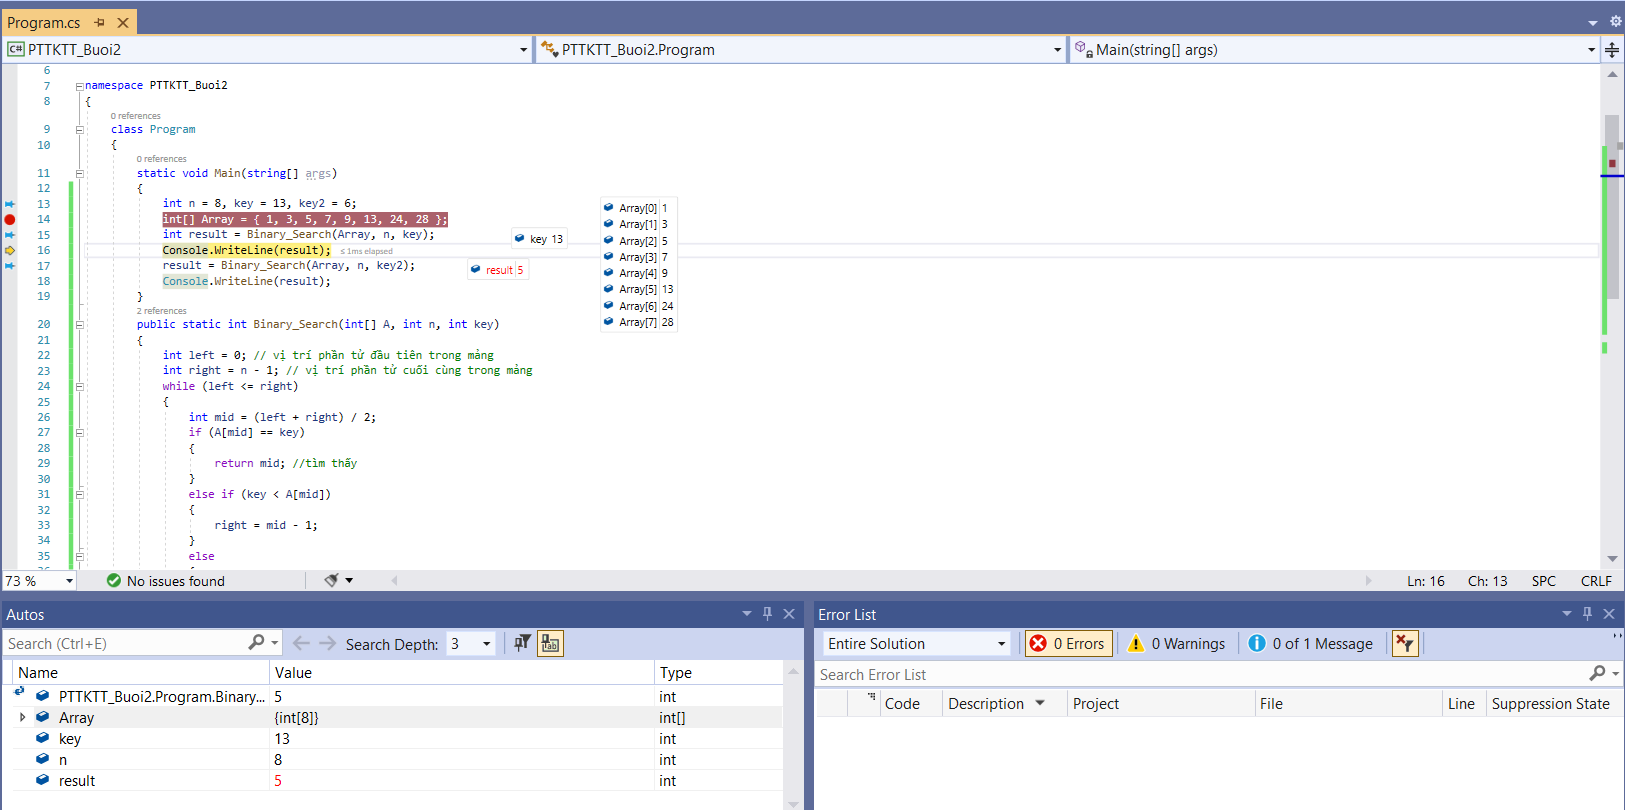 Program.cs
C# PTTKTT_Buoi2
PTTKTT_Buoi2.Program
Main(string[] args)
6
7 namespace PTTKTT_Buoi2
8 {
0 references
9 class Program
10 {
0 references
11 static void Main(string[] args)
12 {
13 int n = 8, key = 13, key2 = 6;
14 int[] Array = { 1, 3, 5, 7, 9, 13, 24, 28 };
15 int result = Binary_Search(Array, n, key);
16 Console.WriteLine(result); ≤ 1ms elapsed
17 result = Binary_Search(Array, n, key2);
18 Console.WriteLine(result);
19 }
key 13
result 5
Array[0] 1
Array[1] 3
Array[2] 5
Array[3] 7
Array[4] 9
Array[5] 13
Array[6] 24
Array[7] 28
2 references
20 public static int Binary_Search(int[] A, int n, int key)
21 {
22 int left = 0; // vị trí phần tử đầu tiên trong mảng
23 int right = n - 1; // vị trí phần tử cuối cùng trong mảng
24 while (left <= right)
25 {
26 int mid = (left + right) / 2;
27 if (A[mid] == key)
28 {
29 return mid; //tìm thấy
30 }
31 else if (key < A[mid])
32 {
33 right = mid - 1;
34 }
35 else
73 %
No issues found
Ln: 16 Ch: 13 SPC CRLF
Autos
Search (Ctrl+E)
Search Depth: 3
Name Value Type
PTTKTT_Buoi2.Program.Binary... 5 int
Array {int[8]} int[]
key 13 int
n 8 int
result 5 int
Error List
Entire Solution
0 Errors
0 Warnings
0 of 1 Message
Search Error List
Code Description Project File Line Suppression State